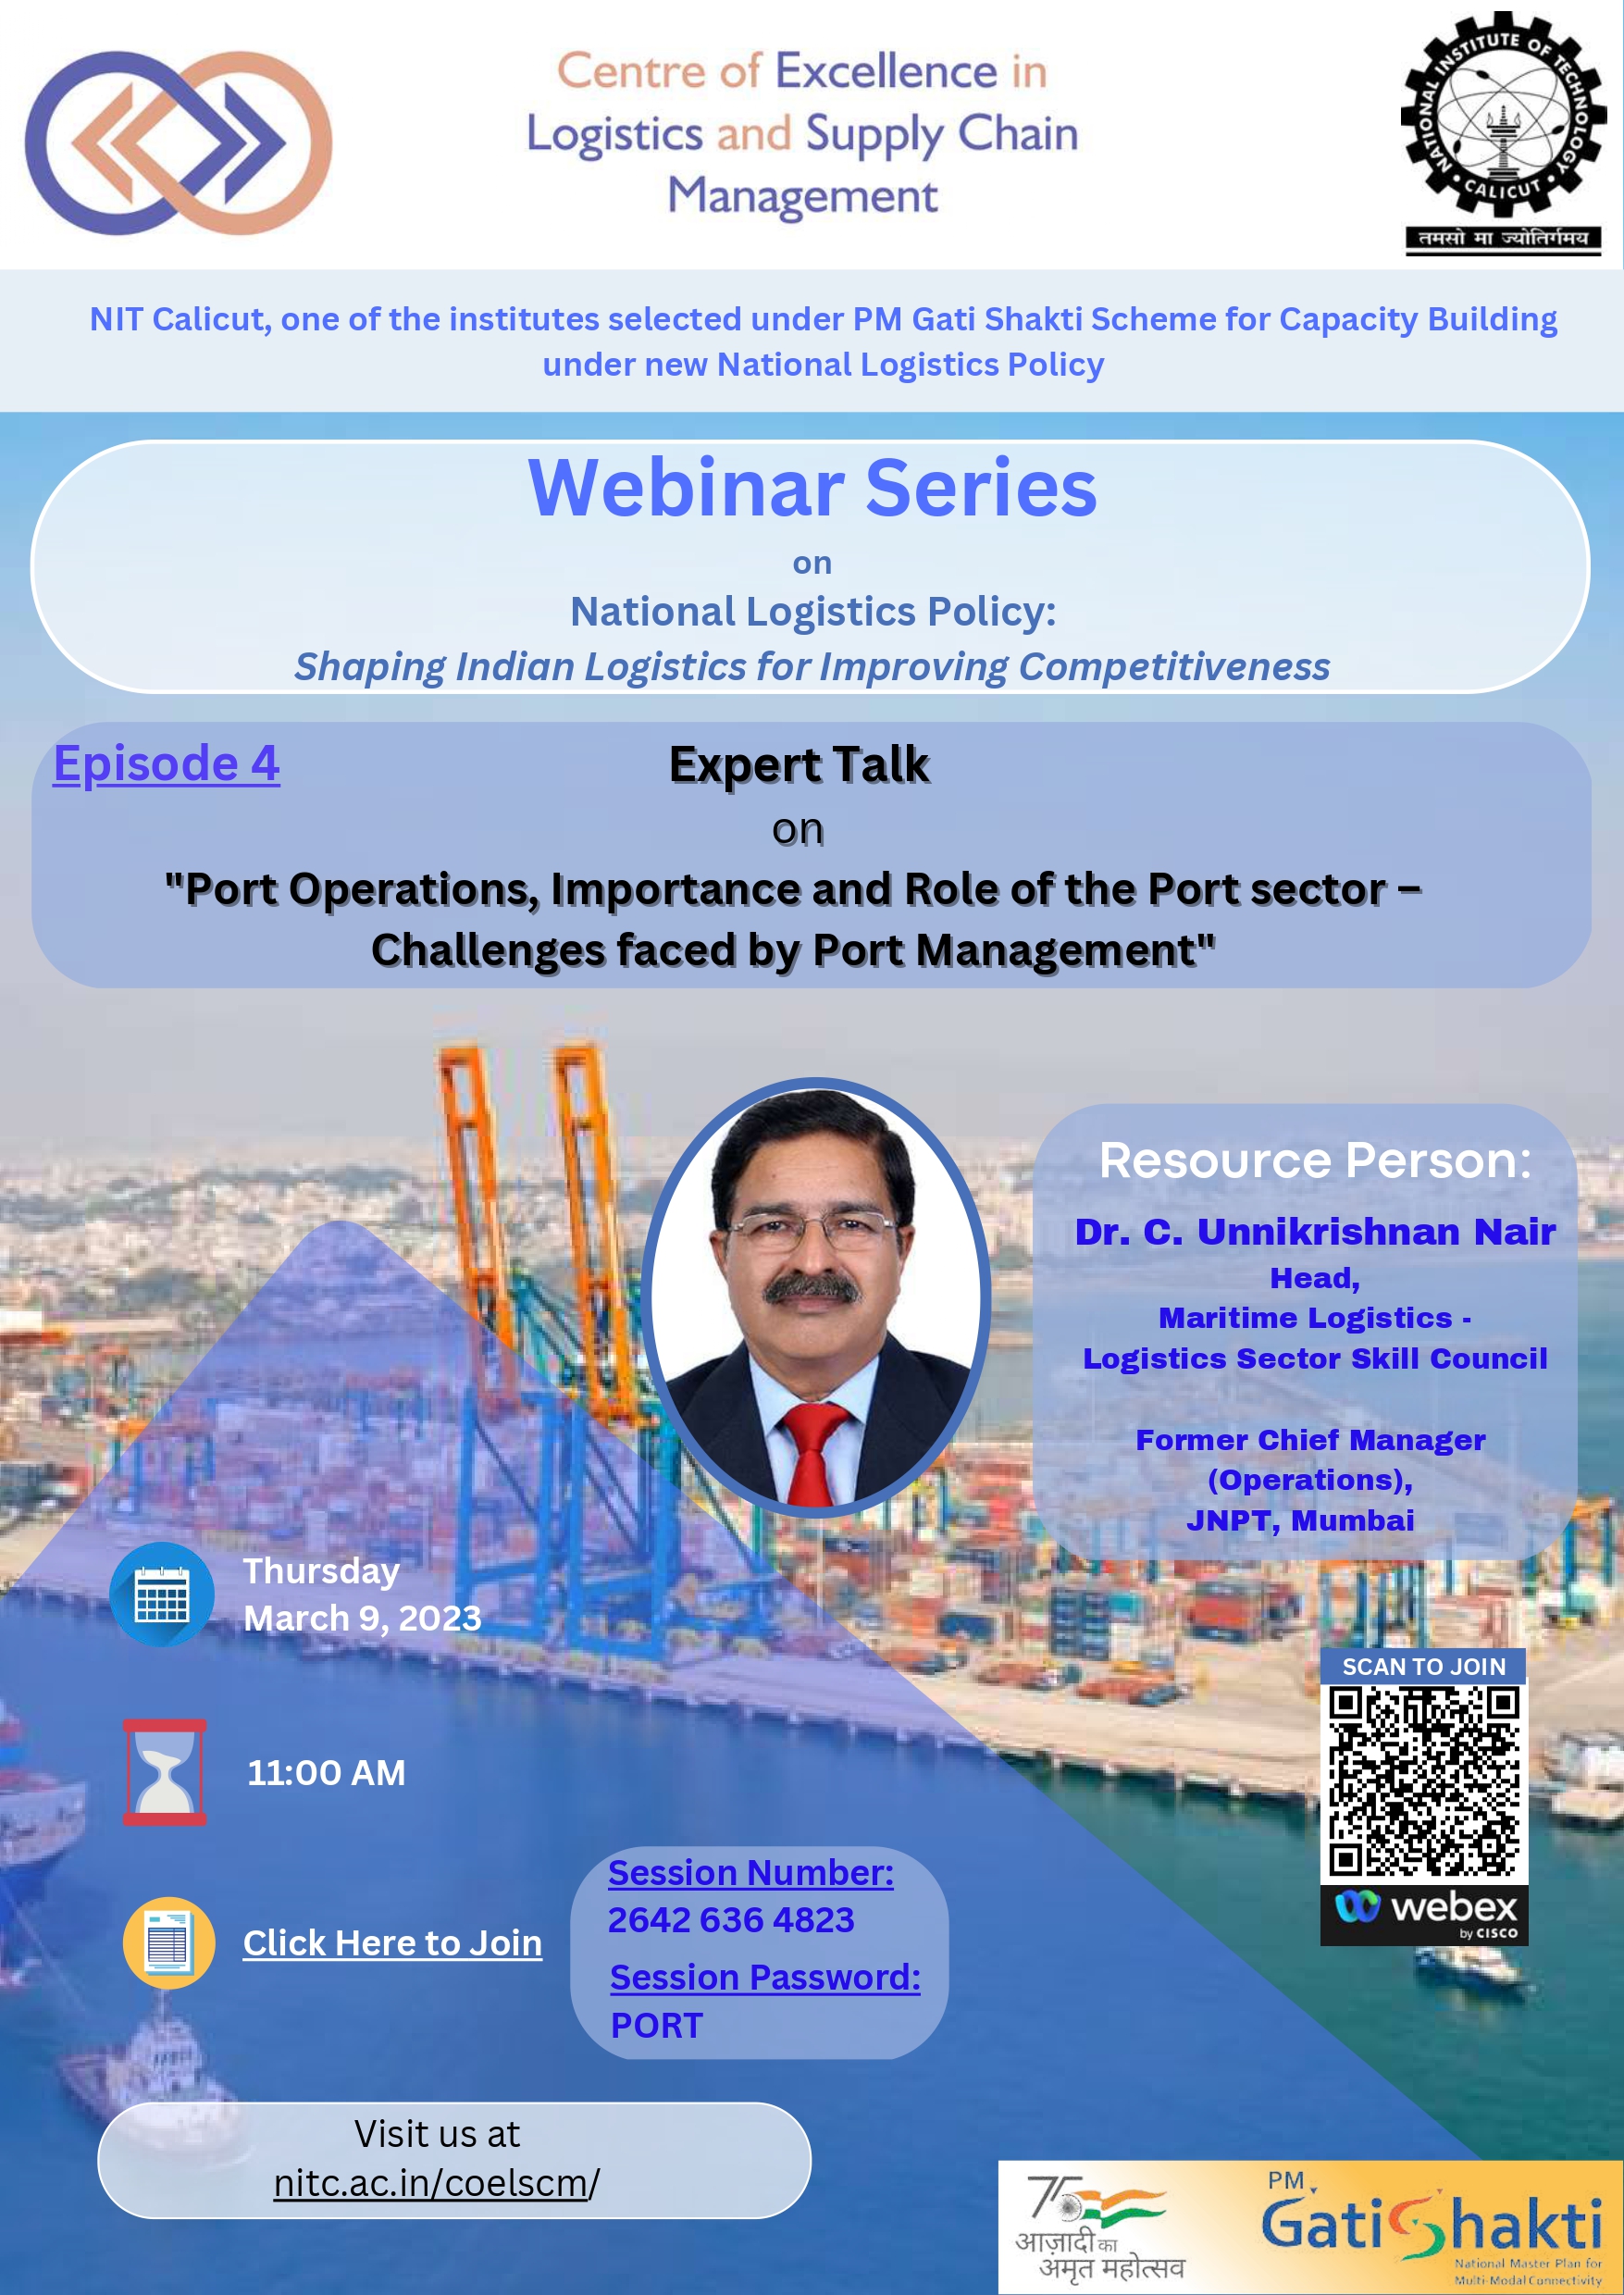 Centre of Excellence in
Logistics and Supply Chain
Management
NATIONAL INSTITUTE OF TECHNOLOGY
• CALICUT •
तमसो मा ज्योतिर्गमय
NIT Calicut, one of the institutes selected under PM Gati Shakti Scheme for Capacity Building
under new National Logistics Policy
Webinar Series
on
National Logistics Policy:
Shaping Indian Logistics for Improving Competitiveness
Episode 4
Expert Talk
on
"Port Operations, Importance and Role of the Port sector –
Challenges faced by Port Management"
Resource Person:
Dr. C. Unnikrishnan Nair
Head,
Maritime Logistics -
Logistics Sector Skill Council
Former Chief Manager
(Operations),
JNPT, Mumbai
Thursday
March 9, 2023
11:00 AM
Click Here to Join
Session Number:
2642 636 4823
Session Password:
PORT
SCAN TO JOIN
webex
by CISCO
Visit us at
nitc.ac.in/coelscm/
75
आज़ादी का
अमृत महोत्सव
PM
GatiShakti
National Master Plan for
Multi-Modal Connectivity